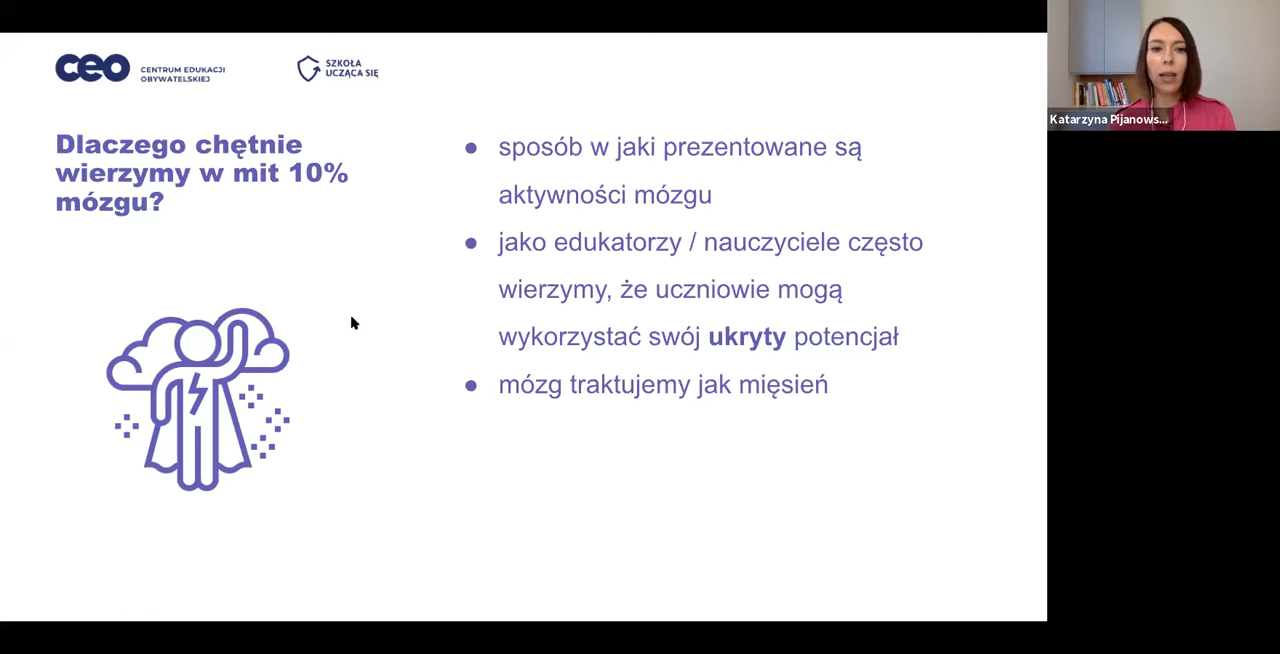 ceo
CENTRUM EDUKACJI
OBYWATELSKIEJ
SZKOŁA
UCZĄCA SIĘ
Dlaczego chętnie
wierzymy w mit 10%
mózgu?
● sposób w jaki prezentowane są
aktywności mózgu
● jako edukatorzy / nauczyciele często
wierzymy, że uczniowie mogą
wykorzystać swój ukryty potencjał
● mózg traktujemy jak mięsień
Katarzyna Pijanows...